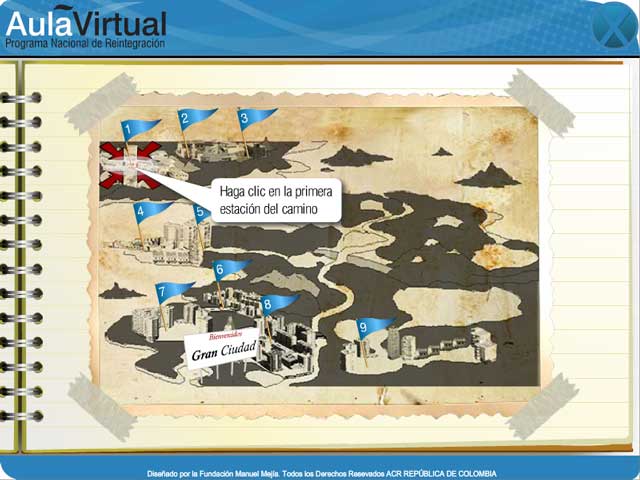 AulaVirtual
Programa Nacional de Reintegración
1
2
3
Haga clic en la primera
estación del camino
4
5
6
7
8
Bienvenidos
Gran Ciudad
9
Diseñado por la Fundación Manuel Mejía. Todos los Derechos Resevados ACR REPÚBLICA DE COLOMBIA